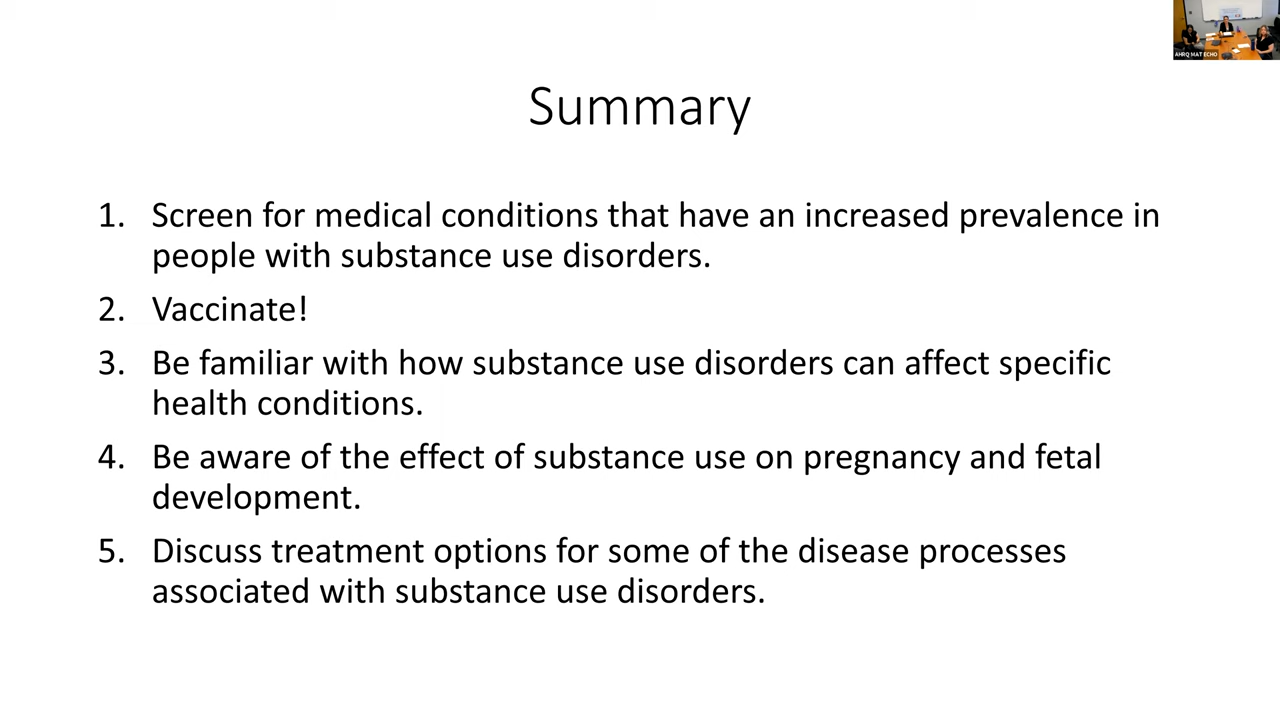 AHRQ MAT ECHO
Summary
1. Screen for medical conditions that have an increased prevalence in
people with substance use disorders.
2. Vaccinate!
3. Be familiar with how substance use disorders can affect specific
health conditions.
4. Be aware of the effect of substance use on pregnancy and fetal
development.
5. Discuss treatment options for some of the disease processes
associated with substance use disorders.